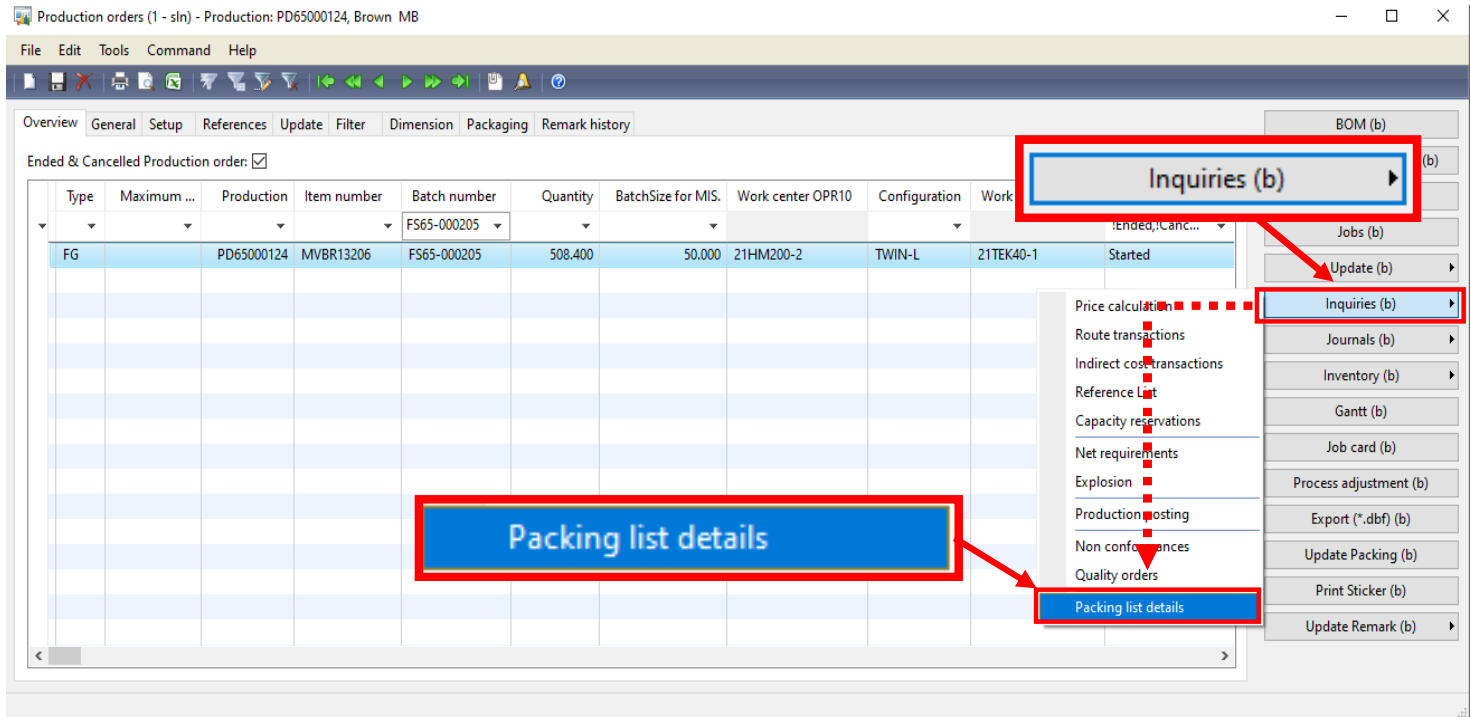 Production orders (1 - sln) - Production: PD65000124, Brown  MB
File Edit Tools Command Help
Overview General Setup References Update Filter Dimension Packaging Remark history
BOM (b)
Ended & Cancelled Production order:
(b)
Inquiries (b)
Type Maximum ... Production Item number Batch number Quantity BatchSize for MIS. Work center OPR10 Configuration Work
FS65-000205 !Ended,!Canc...
Jobs (b)
FG PD65000124 MVBR13206 FS65-000205 508.400 50.000 21HM200-2 TWIN-L 21TEK40-1 Started
Update (b)
Price calculation
Inquiries (b)
Route transactions
Journals (b)
Indirect cost transactions
Inventory (b)
Reference List
Gantt (b)
Capacity reservations
Job card (b)
Net requirements
Explosion
Process adjustment (b)
Production posting
Export (*.dbf) (b)
Packing list details
Non conformances
Update Packing (b)
Quality orders
Print Sticker (b)
Packing list details
Update Remark (b)